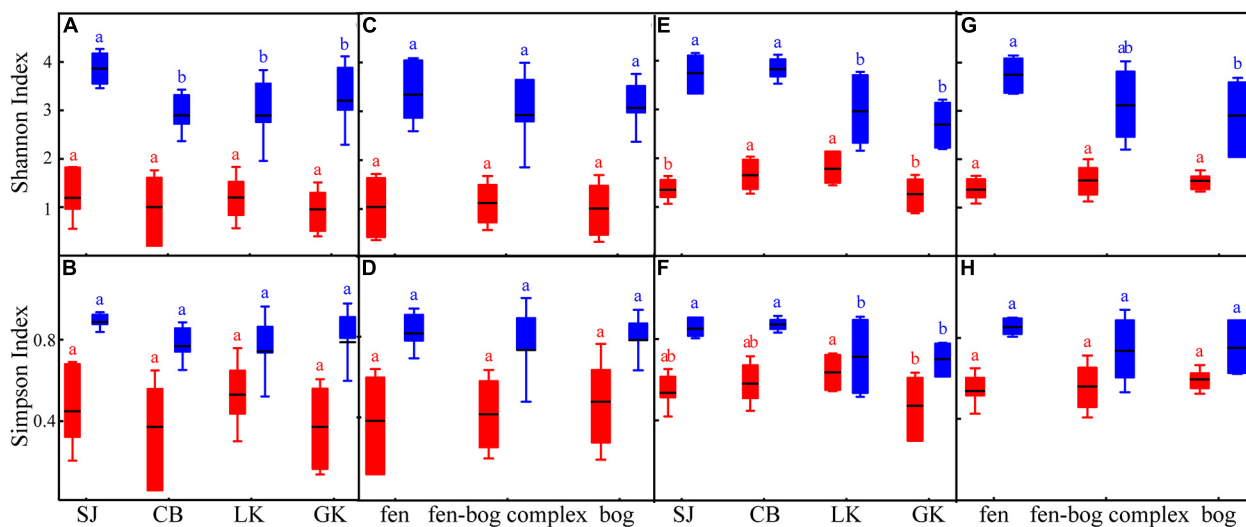 A C E G
Shannon Index
4
3
2
1
a b b b
a a a a
a a a
a a a
a a b b
b a a b
a ab b
a a a
B D F H
Simpson Index
0.8
0.4
a a a a
a a a a
a a a
a a a
a a b b
ab ab a b
a a a
a a a
SJ CB LK GK fen fen-bog complex bog SJ CB LK GK fen fen-bog complex bog